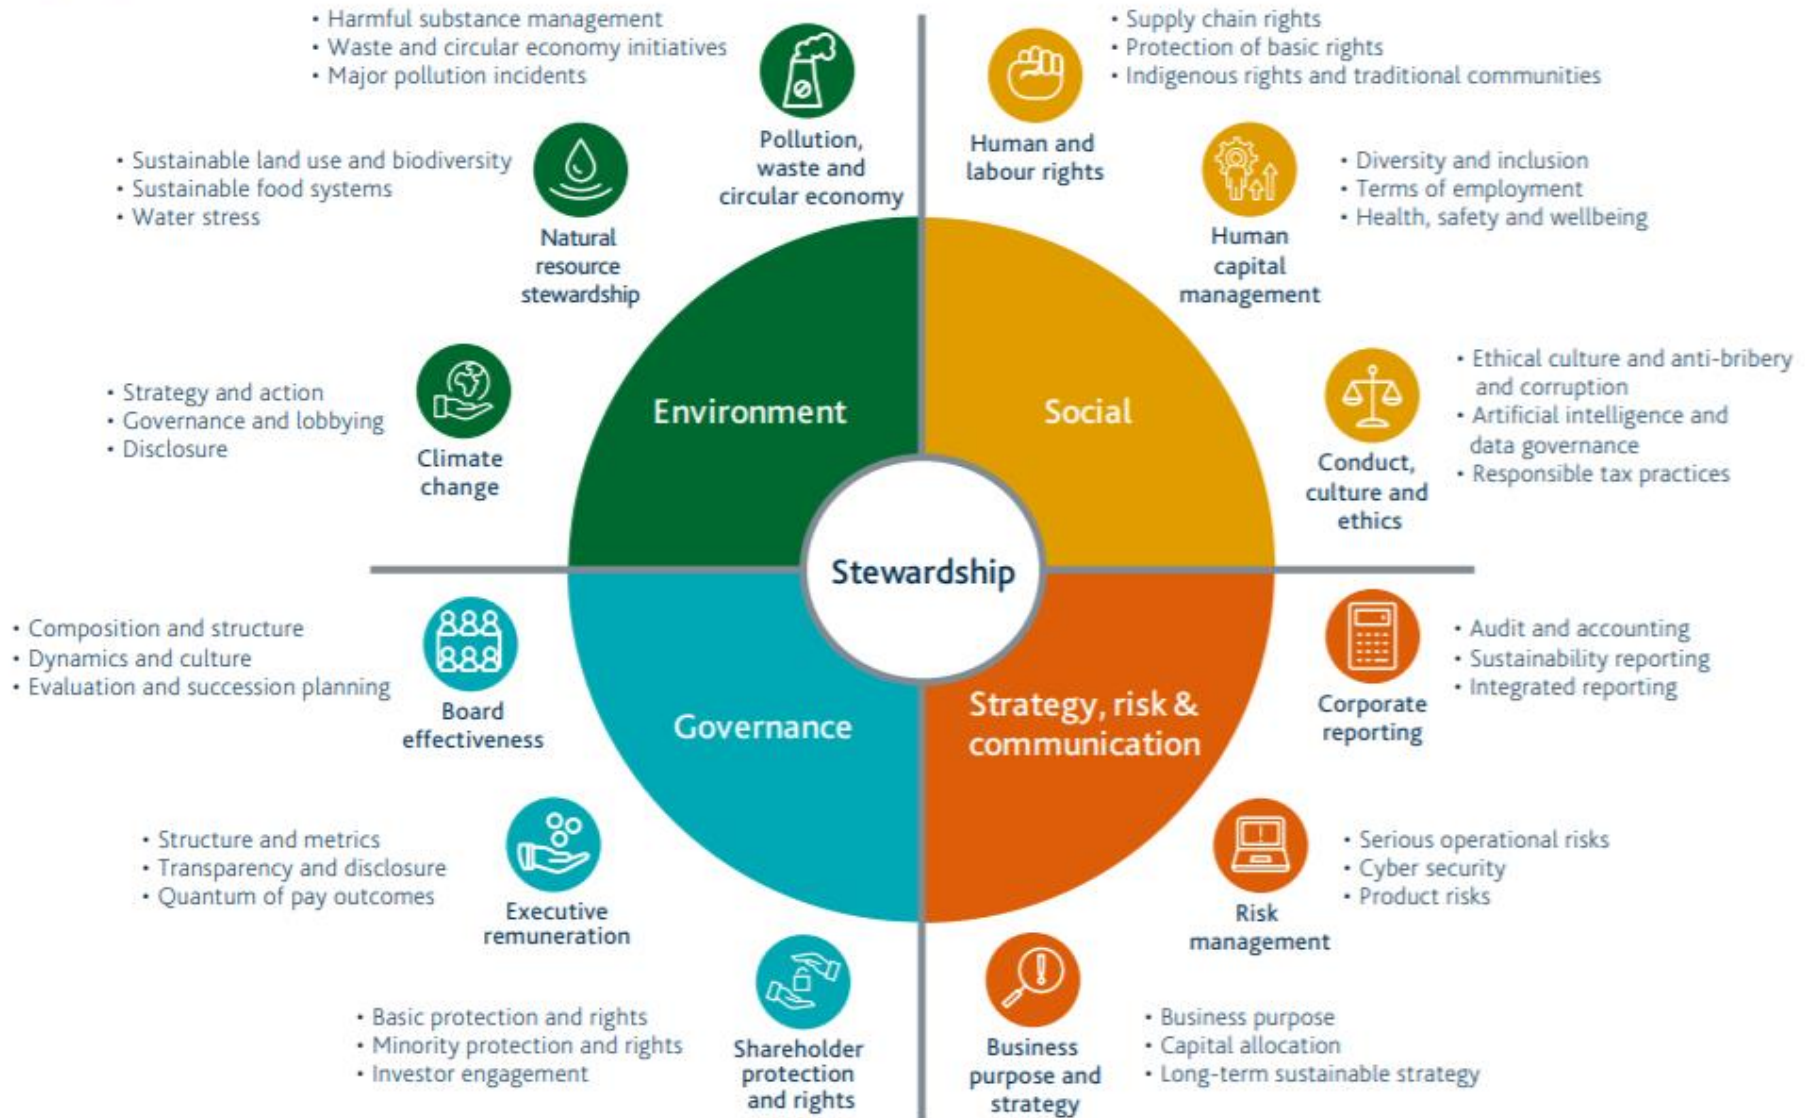 • Harmful substance management
• Waste and circular economy initiatives
• Major pollution incidents
Pollution,
waste and
circular economy
• Sustainable land use and biodiversity
• Sustainable food systems
• Water stress
Natural
resource
stewardship
• Strategy and action
• Governance and lobbying
• Disclosure
Climate
change
Environment
• Supply chain rights
• Protection of basic rights
• Indigenous rights and traditional communities
Human and
labour rights
• Diversity and inclusion
• Terms of employment
• Health, safety and wellbeing
Human
capital
management
• Ethical culture and anti-bribery
and corruption
• Artificial intelligence and
data governance
• Responsible tax practices
Conduct,
culture and
ethics
Social
Stewardship
• Composition and structure
• Dynamics and culture
• Evaluation and succession planning
Board
effectiveness
• Structure and metrics
• Transparency and disclosure
• Quantum of pay outcomes
Executive
remuneration
• Basic protection and rights
• Minority protection and rights
• Investor engagement
Shareholder
protection
and rights
Governance
Strategy, risk &
communication
• Audit and accounting
• Sustainability reporting
• Integrated reporting
Corporate
reporting
• Serious operational risks
• Cyber security
• Product risks
Risk
management
• Business purpose
• Capital allocation
• Long-term sustainable strategy
Business
purpose and
strategy